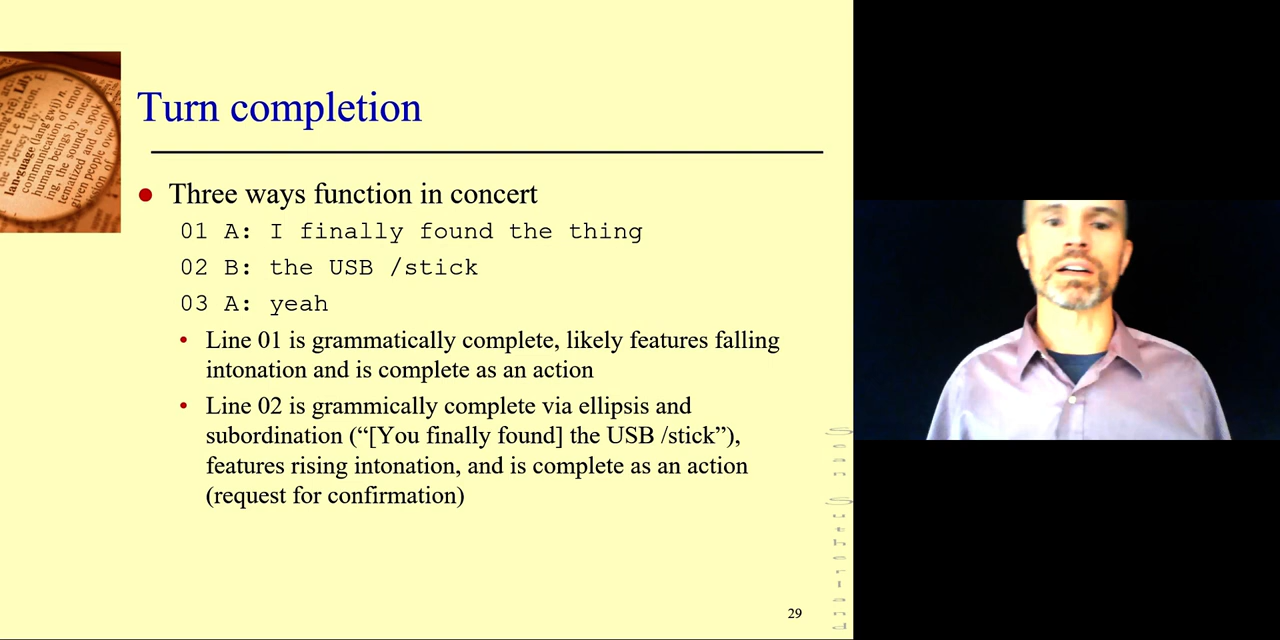 Turn completion
Three ways function in concert
01 A: I finally found the thing
02 B: the USB /stick
03 A: yeah
Line 01 is grammatically complete, likely features falling
intonation and is complete as an action
Line 02 is grammically complete via ellipsis and
subordination (“[You finally found] the USB /stick”),
features rising intonation, and is complete as an action
(request for confirmation)
Sean Sutherland
29